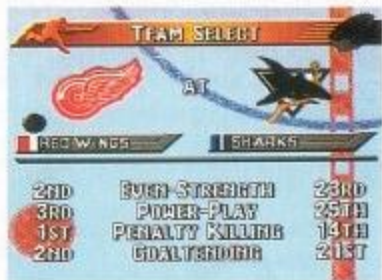 TEAM SELECT
AT
RED WINGS SHARKS
2ND EVEN-STRENGTH 23RD
3RD POWER-PLAY 25TH
1ST PENALTY KILLING 14TH
2ND GOALTENDING 21ST